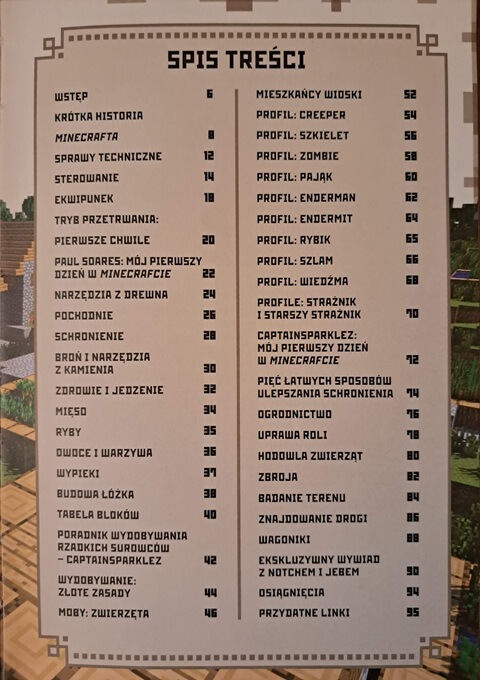 SPIS TREŚCI
WSTĘP 6
KRÓTKA HISTORIA
MINECRAFTA 8
SPRAWY TECHNICZNE 12
STEROWANIE 14
EKWIPUNEK 18
TRYB PRZETRWANIA:
PIERWSZE CHWILE 20
PAUL SOARES: MÓJ PIERWSZY
DZIEŃ W MINECRAFCIE 22
NARZĘDZIA Z DREWNA 24
POCHODNIE 26
SCHRONIENIE 28
BROŃ I NARZĘDZIA
Z KAMIENIA 30
ZDROWIE I JEDZENIE 32
MIĘSO 34
RYBY 35
OWOCE I WARZYWA 36
WYPIEKI 37
BUDOWA ŁÓŻKA 38
TABELA BLOKÓW 40
PORADNIK WYDOBYWANIA
RZADKICH SUROWCÓW
– CAPTAINSPARKLEZ 42
WYDOBYWANIE:
ZŁOTE ZASADY 44
MOBY: ZWIERZĘTA 46
MIESZKAŃCY WIOSKI 52
PROFIL: CREEPER 54
PROFIL: SZKIELET 56
PROFIL: ZOMBIE 58
PROFIL: PAJĄK 60
PROFIL: ENDERMAN 62
PROFIL: ENDERMIT 64
PROFIL: RYBIK 65
PROFIL: SZLAM 66
PROFIL: WIEDŹMA 68
PROFILE: STRAŻNIK
I STARSZY STRAŻNIK 70
CAPTAINSPARKLEZ:
MÓJ PIERWSZY DZIEŃ
W MINECRAFCIE 72
PIĘĆ ŁATWYCH SPOSOBÓW
ULEPSZANIA SCHRONIENIA 74
OGRODNICTWO 76
UPRAWA ROLI 78
HODOWLA ZWIERZĄT 80
ZBROJA 82
BADANIE TERENU 84
ZNAJDOWANIE DROGI 86
WAGONIKI 88
EKSKLUZYWNY WYWIAD
Z NOTCHEM I JEBEM 90
OSIĄGNIĘCIA 94
PRZYDATNE LINKI 95